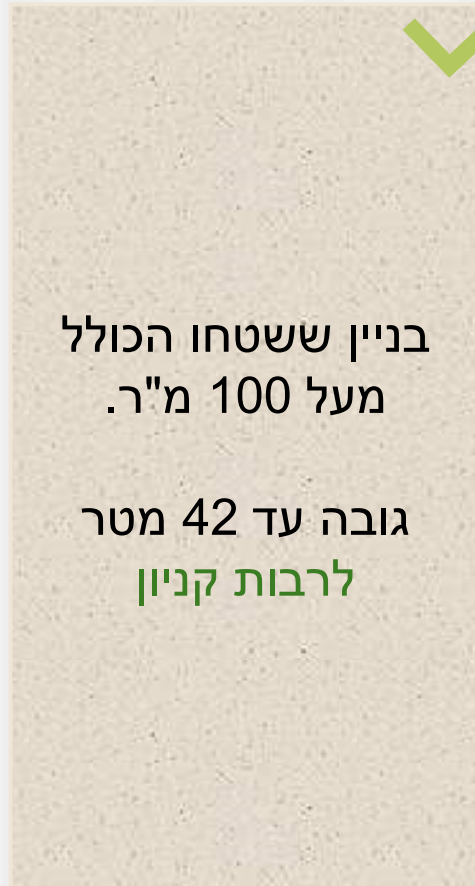 בניין ששטחו הכולל
מעל 100 מ"ר.
גובה עד 42 מטר
לרבות קניון